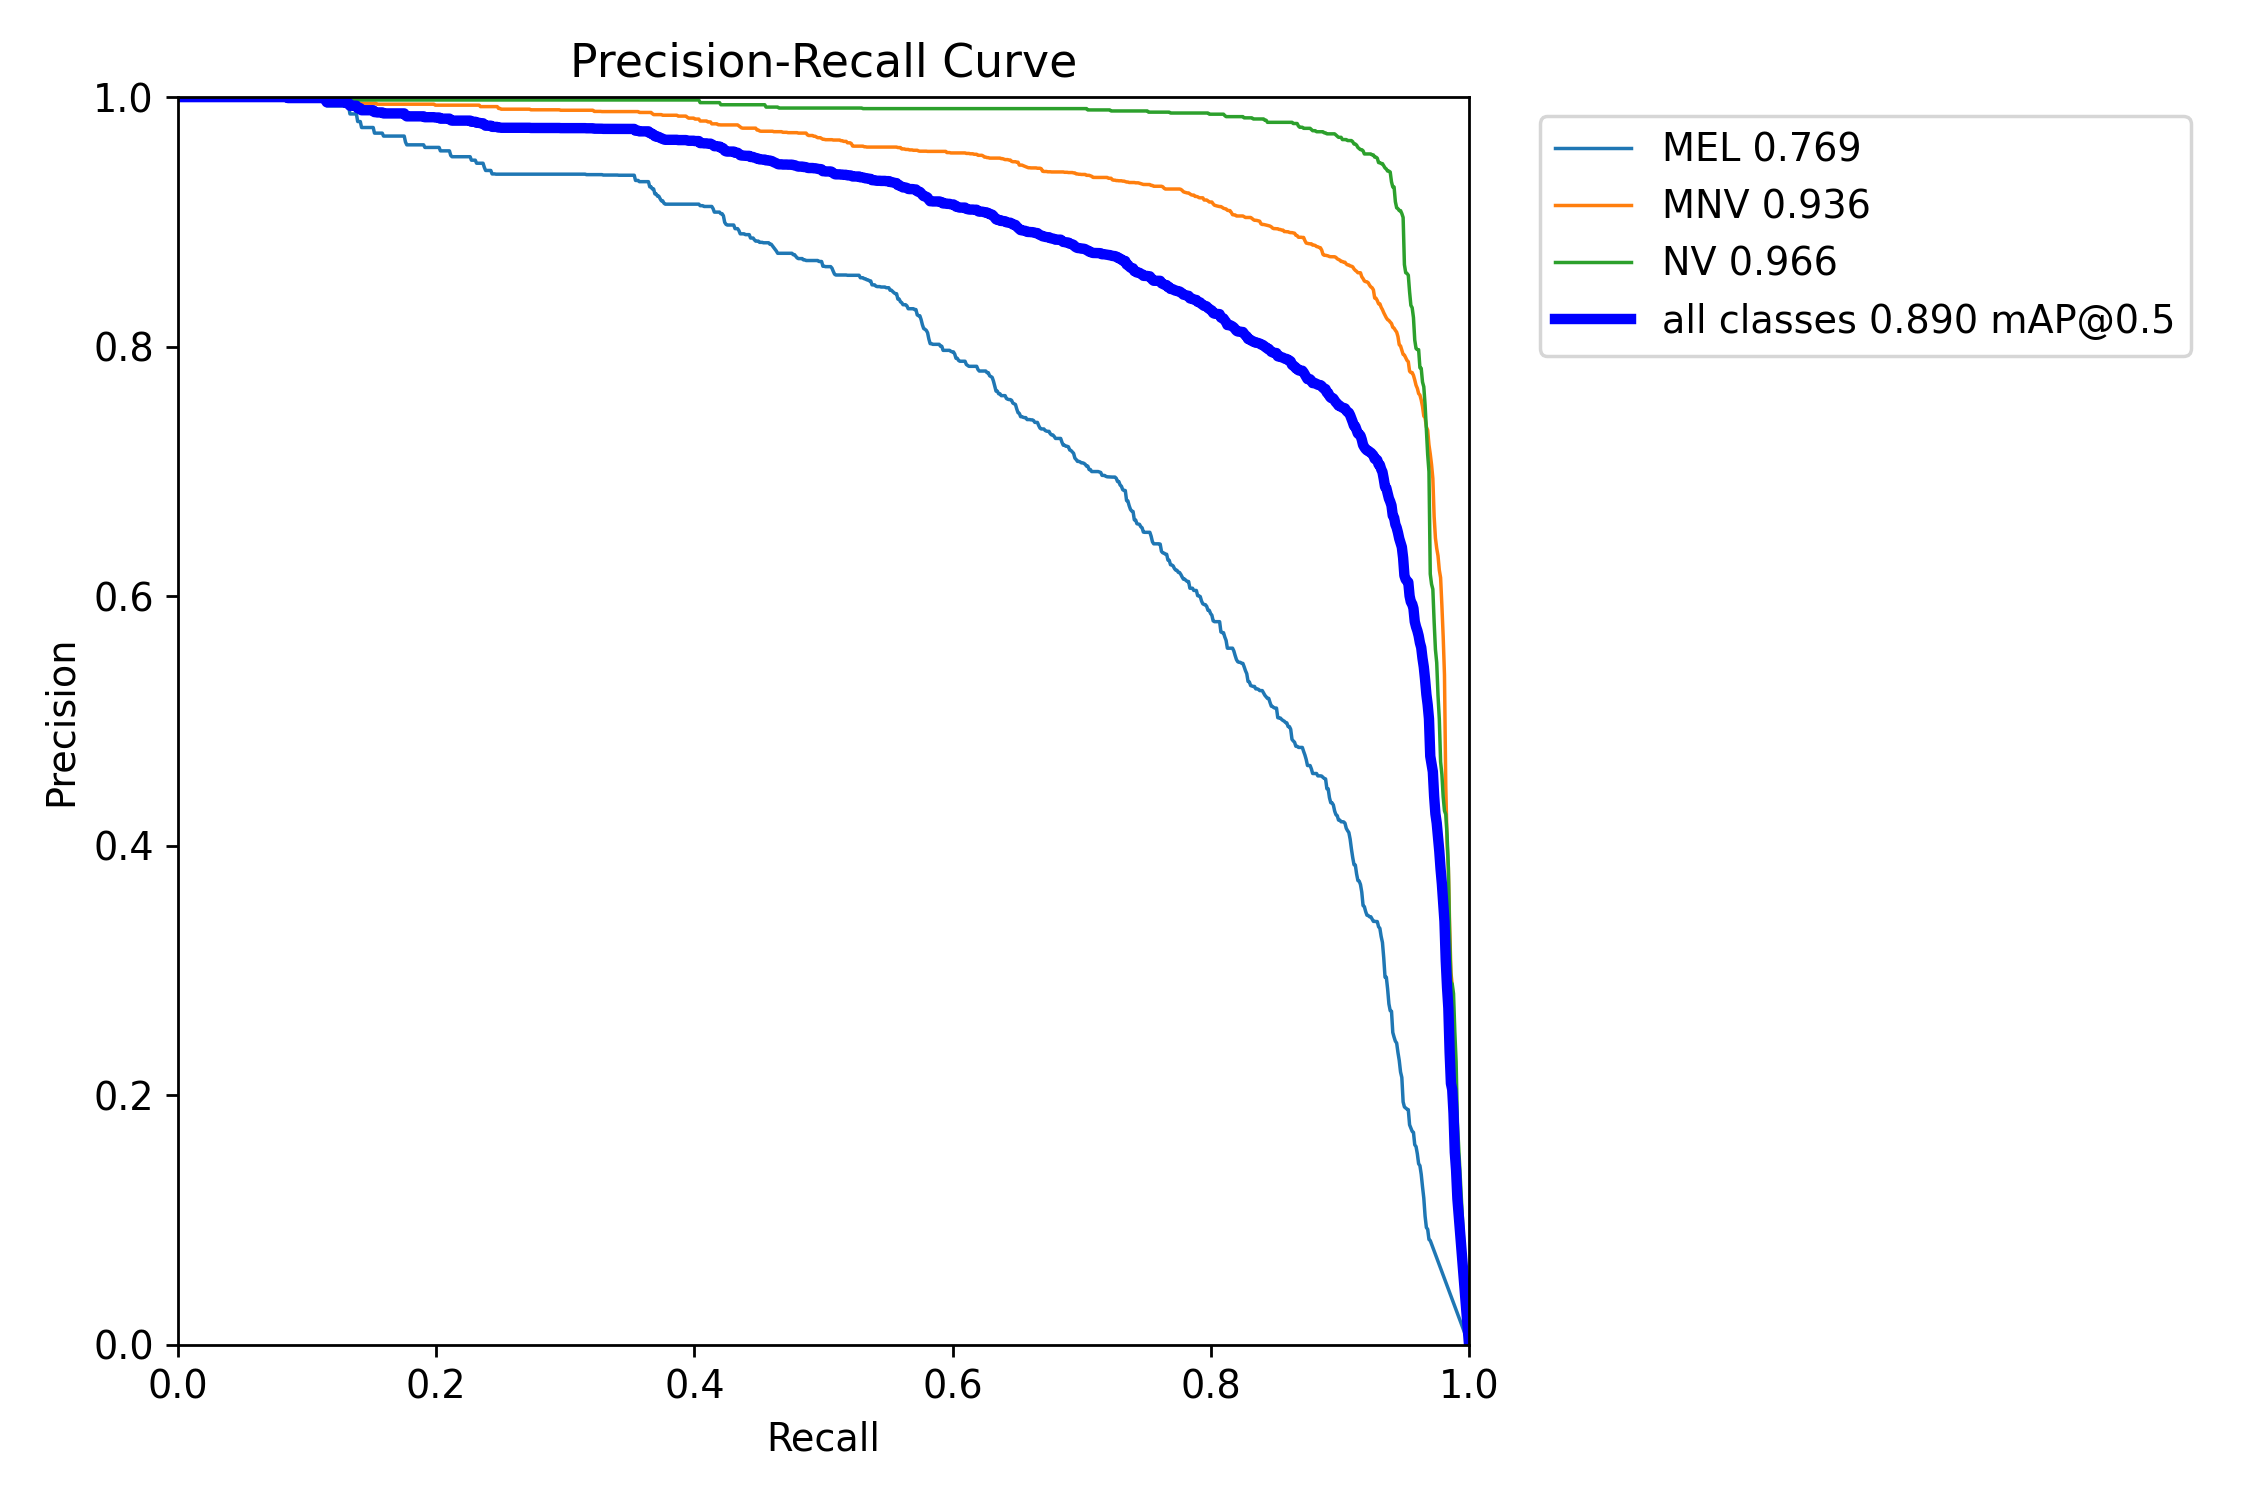 Precision-Recall Curve
1.0
0.8
0.6
0.4
0.2
0.0
Precision
0.0 0.2 0.4 0.6 0.8 1.0
Recall
MEL 0.769
MNV 0.936
NV 0.966
all classes 0.890 mAP@0.5